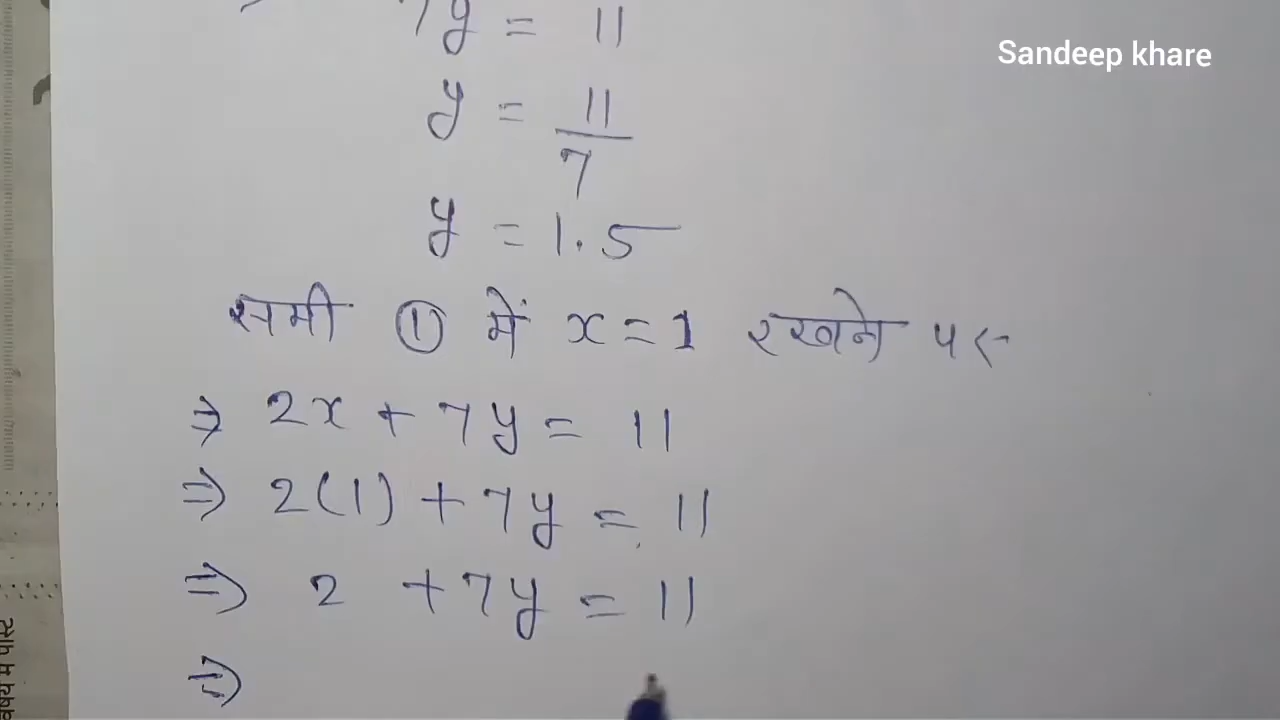 7y = 11
Sandeep khare
y = 11/7
y = 1.5
समी ① में x = 1 रखने पर
⇒ 2x + 7y = 11
⇒ 2(1) + 7y = 11
⇒ 2 + 7y = 11
⇒